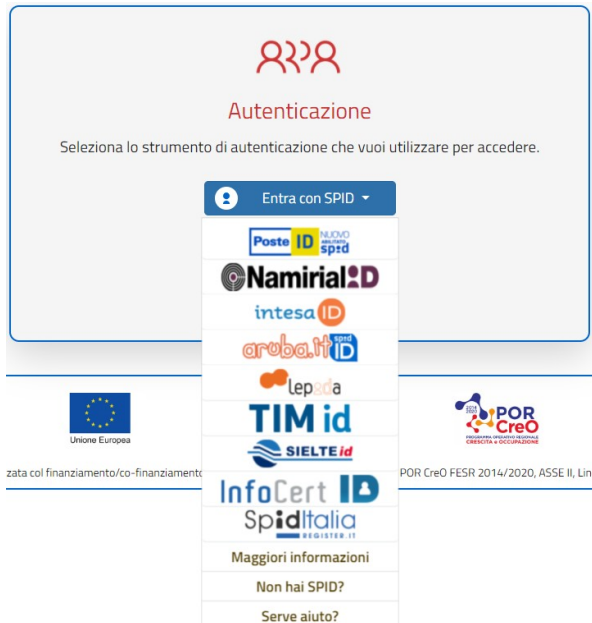 Autenticazione
Seleziona lo strumento di autenticazione che vuoi utilizzare per accedere.
Entra con SPID
Poste ID NUOVO ABILITATO spid
Namirial ID
intesa ID
aruba.it spid ID
lepida
TIM id
SIELTE id
InfoCert ID
SpidItalia
REGISTER.IT
Maggiori informazioni
Non hai SPID?
Serve aiuto?
Unione Europea
2014 2020 POR CreO
PROGRAMMA OPERATIVO REGIONALE
CRESCITA e OCCUPAZIONE
zata col finanziamento/co-finanziamento
POR CreO FESR 2014/2020, ASSE II, Lin